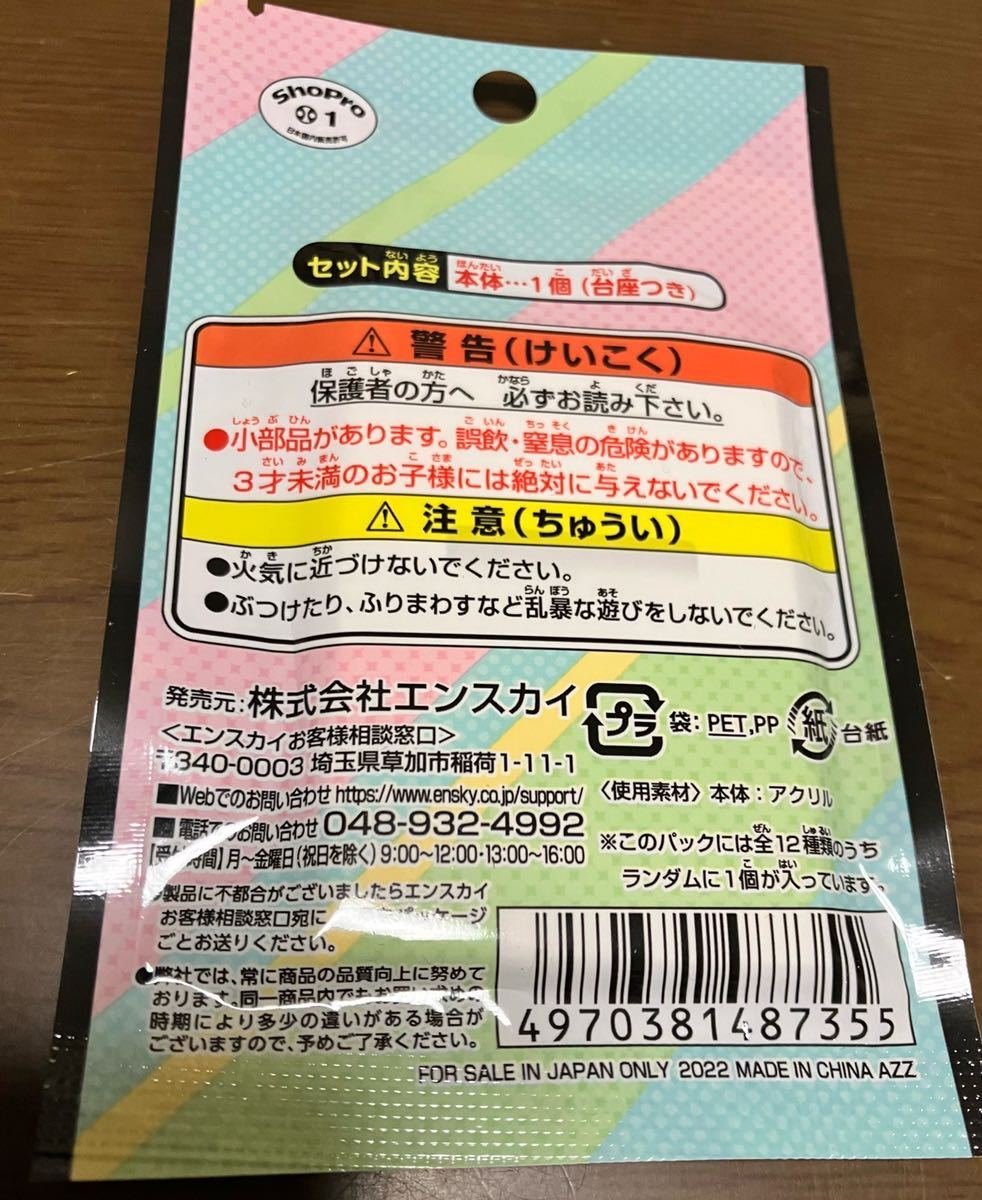 ShoPro
1
日本国内販売許可
セット内容 本体…1個(台座つき)
⚠ 警告(けいこく)
保護者の方へ 必ずお読み下さい。
●小部品があります。誤飲・窒息の危険がありますので、
3才未満のお子様には絶対に与えないでください。
⚠ 注意(ちゅうい)
●火気に近づけないでください。
●ぶつけたり、ふりまわすなど乱暴な遊びをしないでください。
発売元:株式会社エンスカイ
<エンスカイお客様相談窓口>
〒340-0003 埼玉県草加市稲荷1-11-1
■Webでのお問い合わせ https://www.ensky.co.jp/support/
■電話でのお問い合わせ 048-932-4992
【受付時間】月~金曜日(祝日を除く)9:00~12:00・13:00~16:00
●製品に不都合がございましたらエンスカイ
お客様相談窓口宛に パッケージ
ごとお送りください。
●弊社では、常に商品の品質向上に努めて
おります。同一商品内でもお買い求めの
時期により多少の違いがある場合が
ございますので、予めご了承ください。
プラ 袋:PET,PP 紙 台紙
〈使用素材〉本体:アクリル
※このパックには全12種類のうち
ランダムに1個が入っています。
4970381487355
FOR SALE IN JAPAN ONLY 2022 MADE IN CHINA AZZ